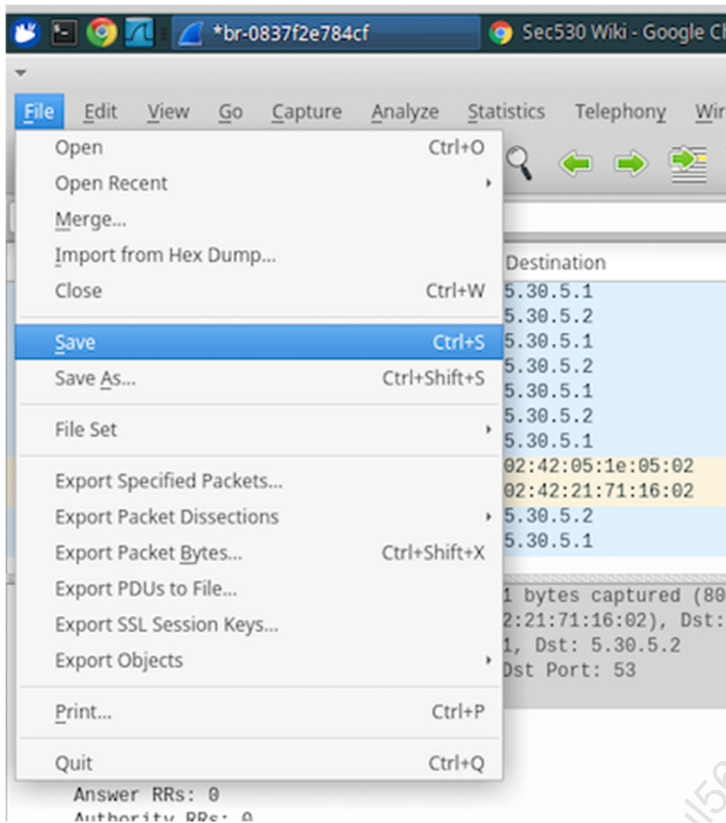 *br-0837f2e784cf Sec530 Wiki - Google Ch
File Edit View Go Capture Analyze Statistics Telephony Wir
Open Ctrl+O
Open Recent
Merge...
Import from Hex Dump...
Destination
Close Ctrl+W 5.30.5.1
5.30.5.2
Save Ctrl+S 5.30.5.1
5.30.5.2
Save As... Ctrl+Shift+S 5.30.5.1
5.30.5.2
File Set 5.30.5.1
02:42:05:1e:05:02
Export Specified Packets... 02:42:21:71:16:02
Export Packet Dissections 5.30.5.2
5.30.5.1
Export Packet Bytes... Ctrl+Shift+X
Export PDUs to File... 1 bytes captured (80
Export SSL Session Keys... 2:21:71:16:02), Dst:
1, Dst: 5.30.5.2
Export Objects Dst Port: 53
Print... Ctrl+P
Quit Ctrl+Q
Answer RRs: 0
Authority RRs: 0